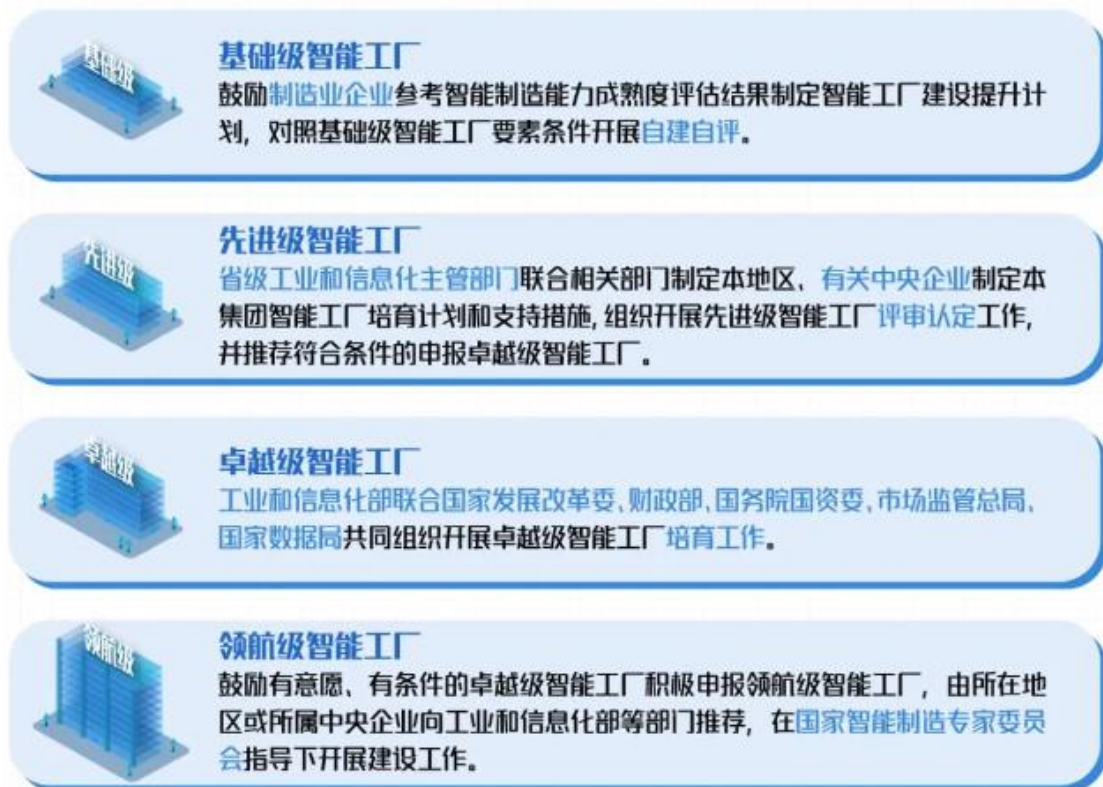 基础级
基础级智能工厂
鼓励制造业企业参考智能制造能力成熟度评估结果制定智能工厂建设提升计
划，对照基础级智能工厂要素条件开展自建自评。
先进级
先进级智能工厂
省级工业和信息化主管部门联合相关部门制定本地区、有关中央企业制定本
集团智能工厂培育计划和支持措施,组织开展先进级智能工厂评审认定工作，
并推荐符合条件的申报卓越级智能工厂。
卓越级
卓越级智能工厂
工业和信息化部联合国家发展改革委、财政部、国务院国资委、市场监管总局、
国家数据局共同组织开展卓越级智能工厂培育工作。
领航级
领航级智能工厂
鼓励有意愿、有条件的卓越级智能工厂积极申报领航级智能工厂，由所在地
区或所属中央企业向工业和信息化部等部门推荐，在国家智能制造专家委员
会指导下开展建设工作。